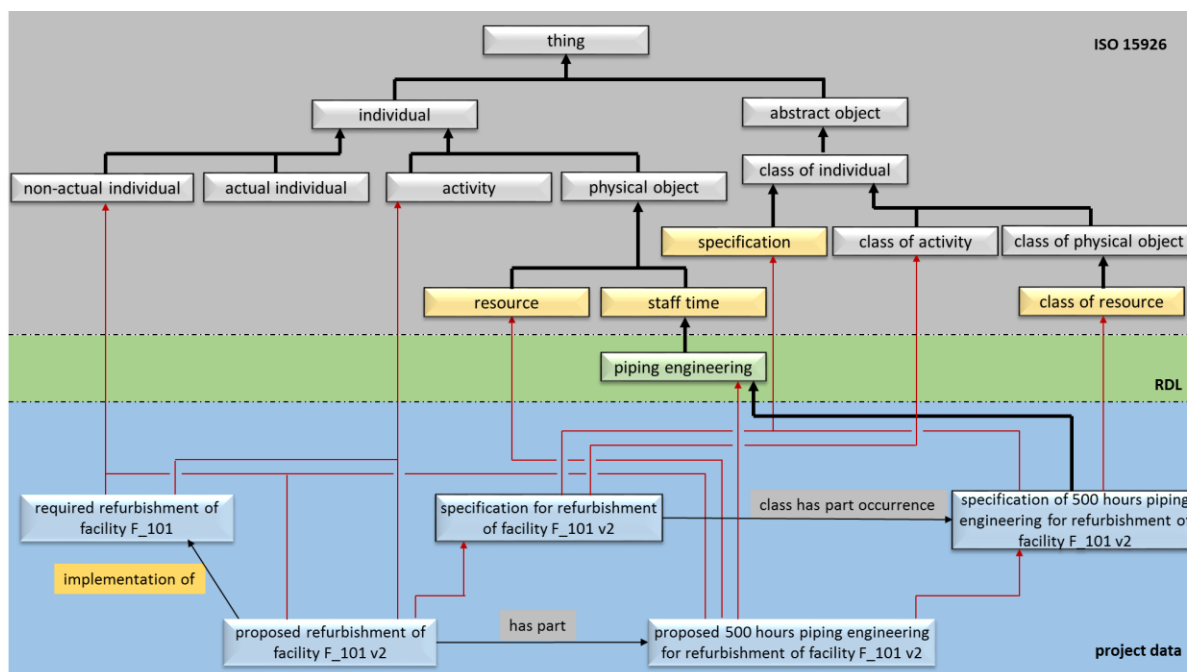 thing
ISO 15926
individual
abstract object
non-actual individual
actual individual
activity
physical object
class of individual
specification
class of activity
class of physical object
resource
staff time
class of resource
piping engineering
RDL
required refurbishment of
facility F_101
specification for refurbishment
of facility F_101 v2
class has part occurrence
specification of 500 hours piping
engineering for refurbishment of
facility F_101 v2
implementation of
proposed refurbishment of
facility F_101 v2
has part
proposed 500 hours piping engineering
for refurbishment of facility F_101 v2
project data